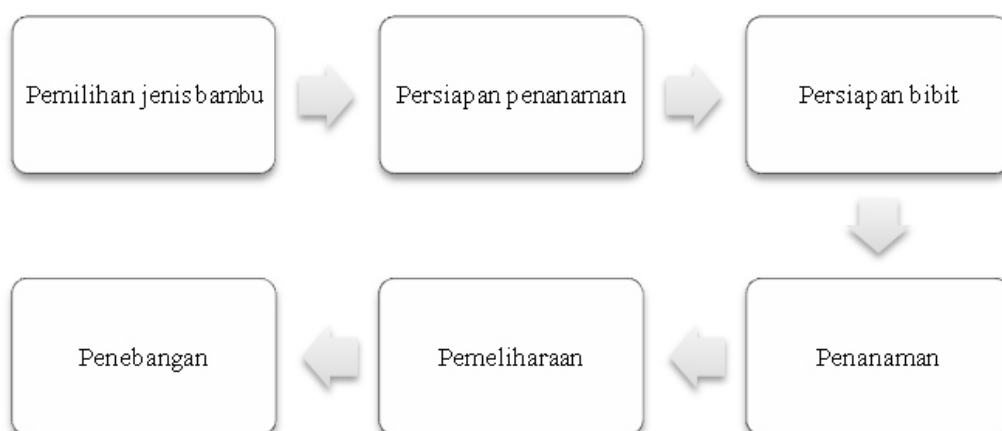 Pemilihan jenis bambu
Persiapan penanaman
Persiapan bibit
Penanaman
Pemeliharaan
Penebangan